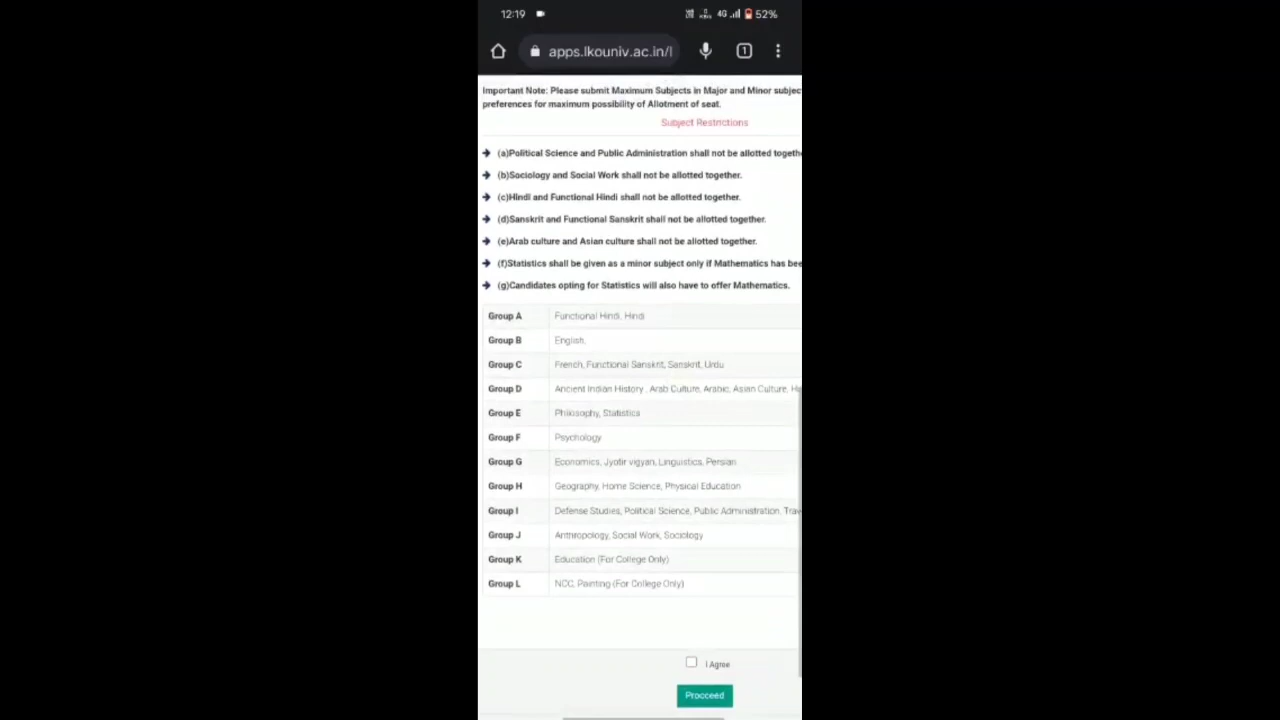 12:19 4G 52%
apps.lkouniv.ac.in/l 1
Important Note: Please submit Maximum Subjects in Major and Minor subjec
preferences for maximum possibility of Allotment of seat.
Subject Restrictions
(a)Political Science and Public Administration shall not be allotted togeth
(b)Sociology and Social Work shall not be allotted together.
(c)Hindi and Functional Hindi shall not be allotted together.
(d)Sanskrit and Functional Sanskrit shall not be allotted together.
(e)Arab culture and Asian culture shall not be allotted together.
(f)Statistics shall be given as a minor subject only if Mathematics has bee
(g)Candidates opting for Statistics will also have to offer Mathematics.
Group A Functional Hindi, Hindi
Group B English,
Group C French, Functional Sanskrit, Sanskrit, Urdu
Group D Ancient Indian History , Arab Culture, Arabic, Asian Culture, H
Group E Philosophy, Statistics
Group F Psychology
Group G Economics, Jyotir vigyan, Linguistics, Persian
Group H Geography, Home Science, Physical Education
Group I Defense Studies, Political Science, Public Administration, Trav
Group J Anthropology, Social Work, Sociology
Group K Education (For College Only)
Group L NCC, Painting (For College Only)
I Agree
Procceed